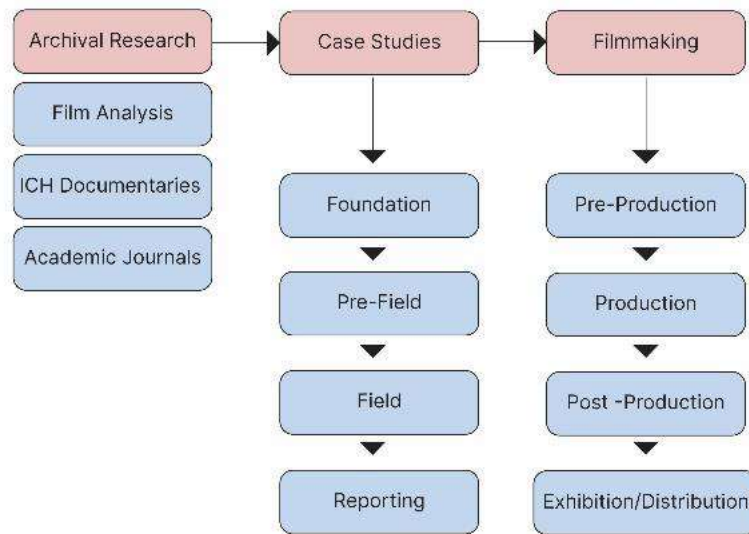 Archival Research
Case Studies
Filmmaking
Film Analysis
ICH Documentaries
Academic Journals
Foundation
Pre-Field
Field
Reporting
Pre-Production
Production
Post -Production
Exhibition/Distribution